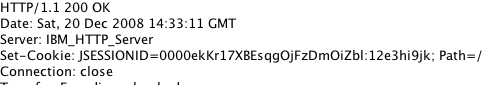 HTTP/1.1 200 OK
Date: Sat, 20 Dec 2008 14:33:11 GMT
Server: IBM_HTTP_Server
Set-Cookie: JSESSIONID=0000ekKr17XBEsqgOjFzDmOiZbI:12e3hi9jk; Path=/
Connection: close